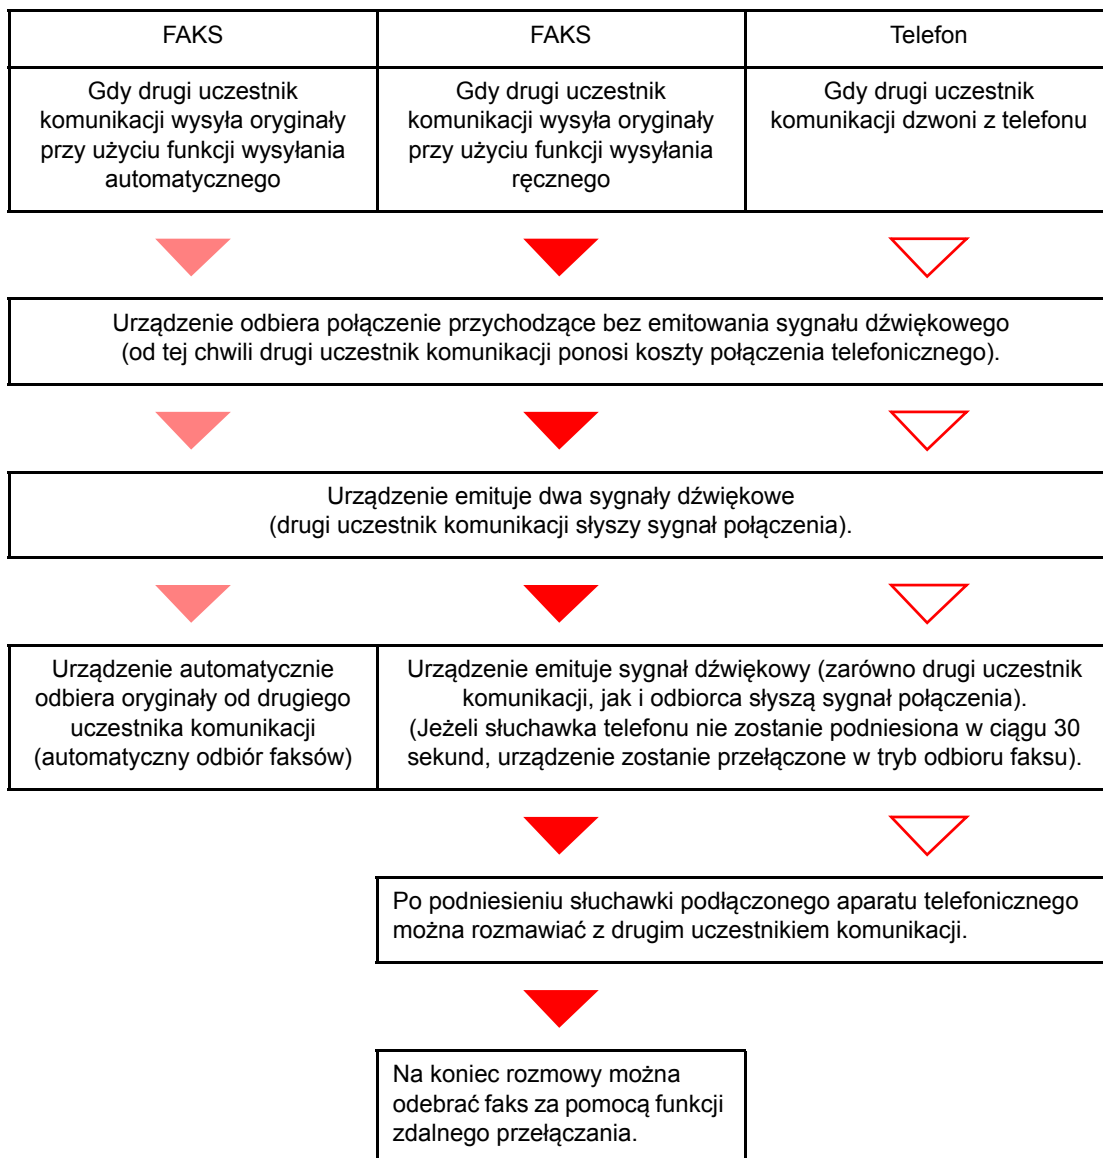 FAKS
FAKS
Telefon
Gdy drugi uczestnik
komunikacji wysyła oryginały
przy użyciu funkcji wysyłania
automatycznego
Gdy drugi uczestnik
komunikacji wysyła oryginały
przy użyciu funkcji wysyłania
ręcznego
Gdy drugi uczestnik
komunikacji dzwoni z telefonu
Urządzenie odbiera połączenie przychodzące bez emitowania sygnału dźwiękowego
(od tej chwili drugi uczestnik komunikacji ponosi koszty połączenia telefonicznego).
Urządzenie emituje dwa sygnały dźwiękowe
(drugi uczestnik komunikacji słyszy sygnał połączenia).
Urządzenie automatycznie
odbiera oryginały od drugiego
uczestnika komunikacji
(automatyczny odbiór faksów)
Urządzenie emituje sygnał dźwiękowy (zarówno drugi uczestnik
komunikacji, jak i odbiorca słyszą sygnał połączenia).
(Jeżeli słuchawka telefonu nie zostanie podniesiona w ciągu 30
sekund, urządzenie zostanie przełączone w tryb odbioru faksu).
Po podniesieniu słuchawki podłączonego aparatu telefonicznego
można rozmawiać z drugim uczestnikiem komunikacji.
Na koniec rozmowy można
odebrać faks za pomocą funkcji
zdalnego przełączania.